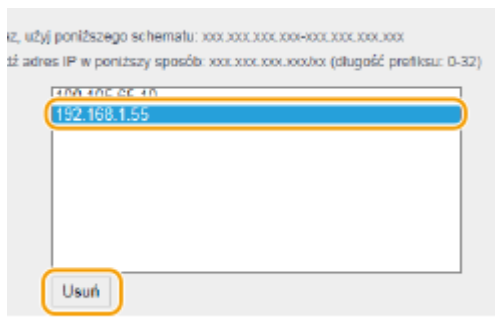 az, użyj poniższego schematu: xxx.xxx.xxx.xxx-xxx.xxx.xxx.xxx
dź adres IP w poniższy sposób: xxx.xxx.xxx.xxx/xx (długość prefiksu: 0-32)
192.168.1.55
Usuń